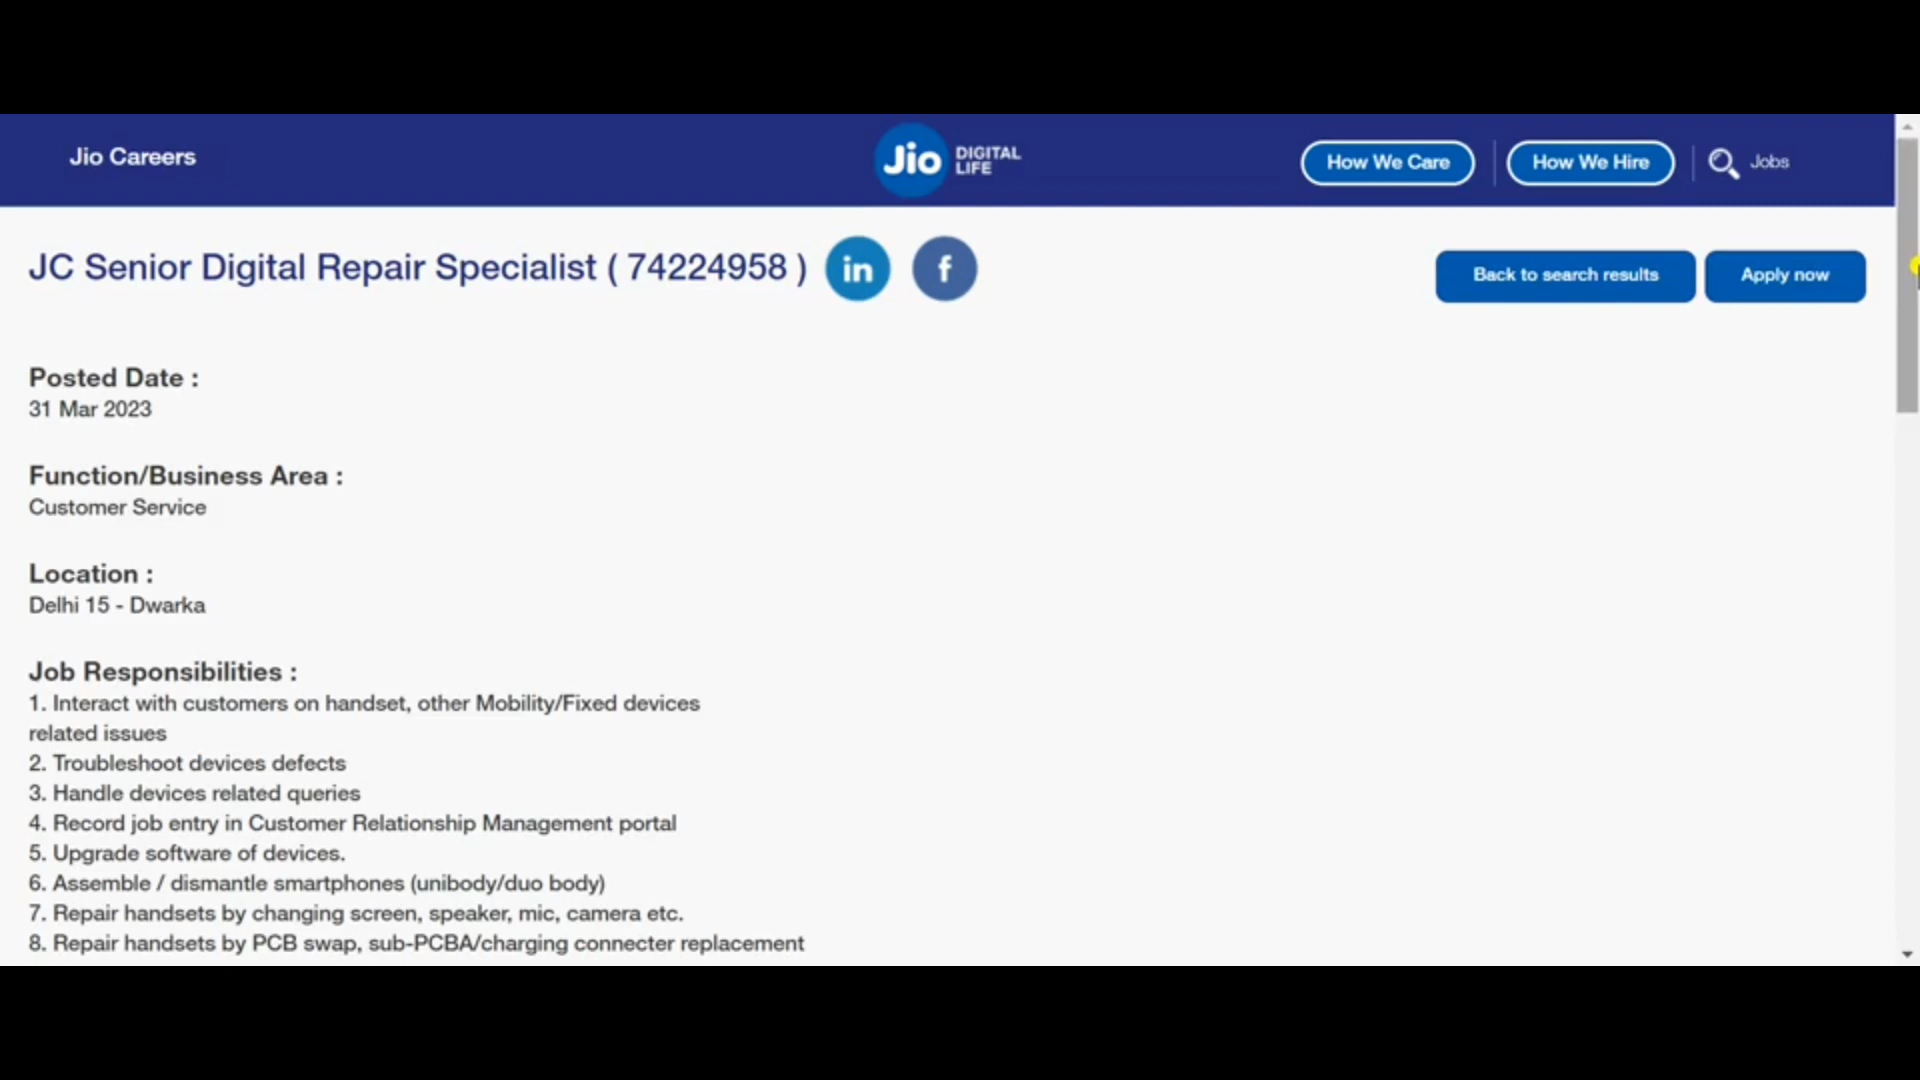 Jio Careers
Jio DIGITAL LIFE
How We Care
How We Hire
Jobs
JC Senior Digital Repair Specialist ( 74224958 )
in
f
Back to search results
Apply now
Posted Date :
31 Mar 2023
Function/Business Area :
Customer Service
Location :
Delhi 15 - Dwarka
Job Responsibilities :
1. Interact with customers on handset, other Mobility/Fixed devices
related issues
2. Troubleshoot devices defects
3. Handle devices related queries
4. Record job entry in Customer Relationship Management portal
5. Upgrade software of devices.
6. Assemble / dismantle smartphones (unibody/duo body)
7. Repair handsets by changing screen, speaker, mic, camera etc.
8. Repair handsets by PCB swap, sub-PCBA/charging connecter replacement